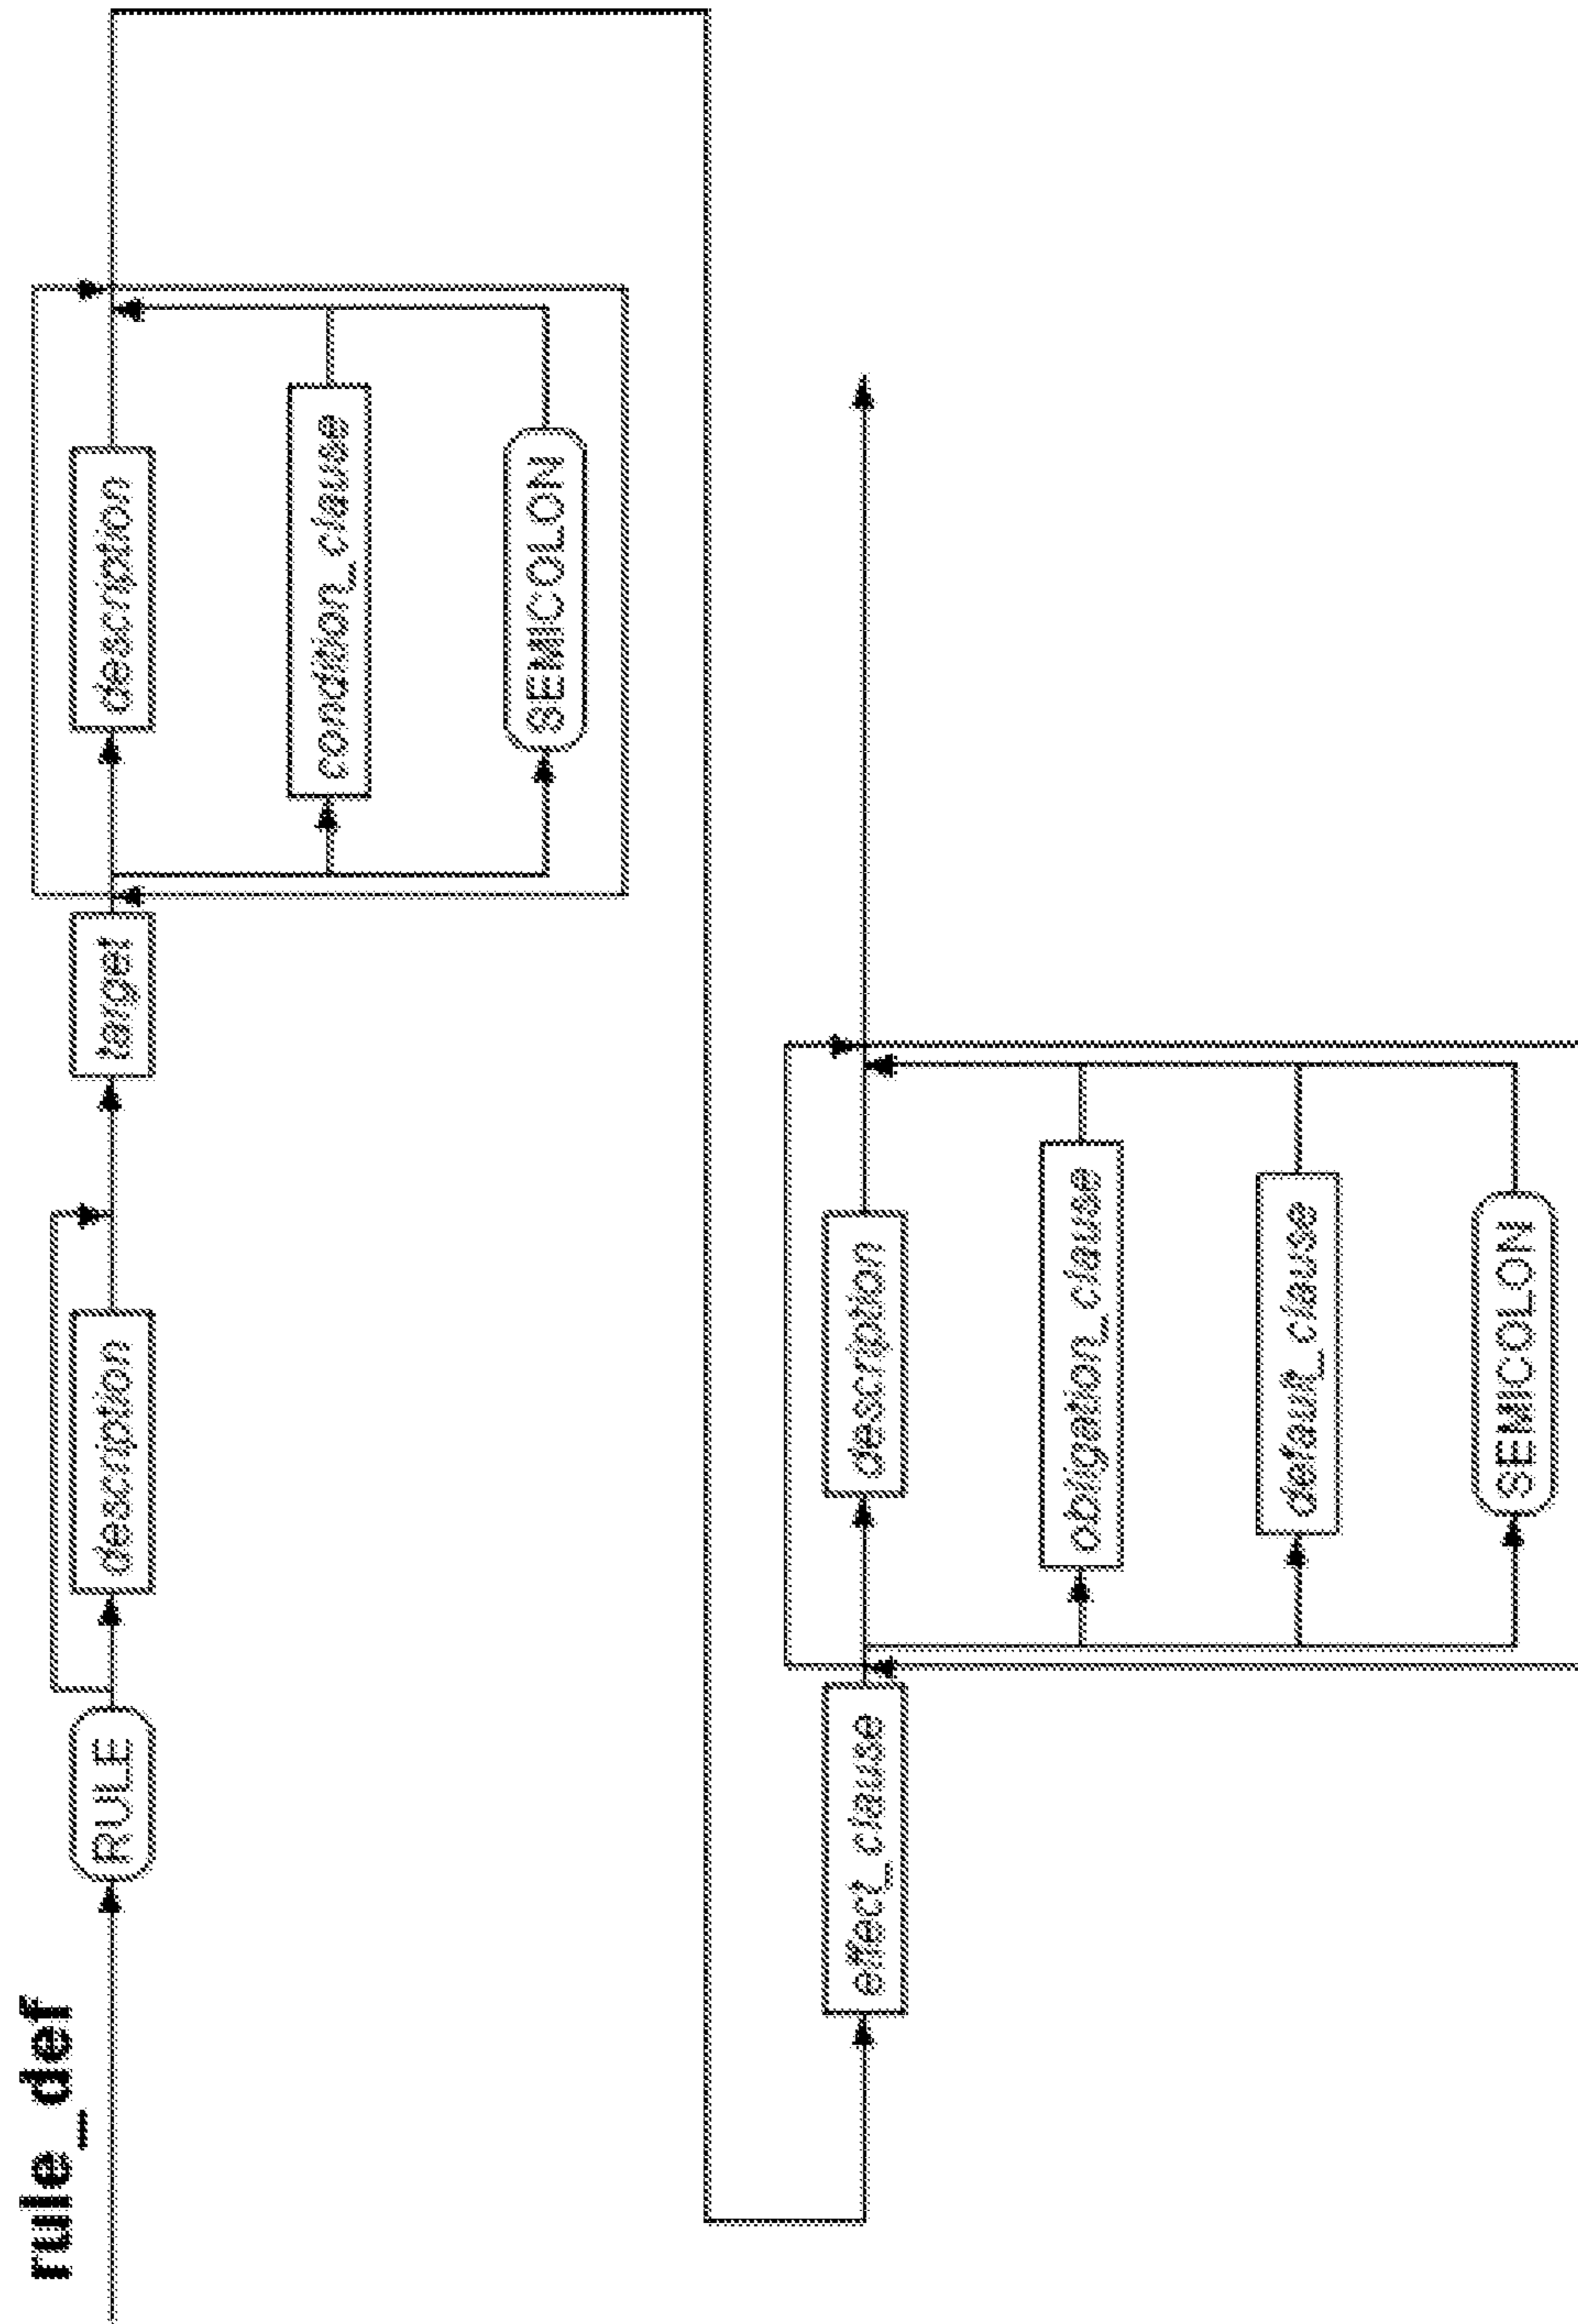 rule_def
RULE
description
target
description
condition_clause
SEMICOLON
effect_clause
description
obligation_clause
default_clause
SEMICOLON